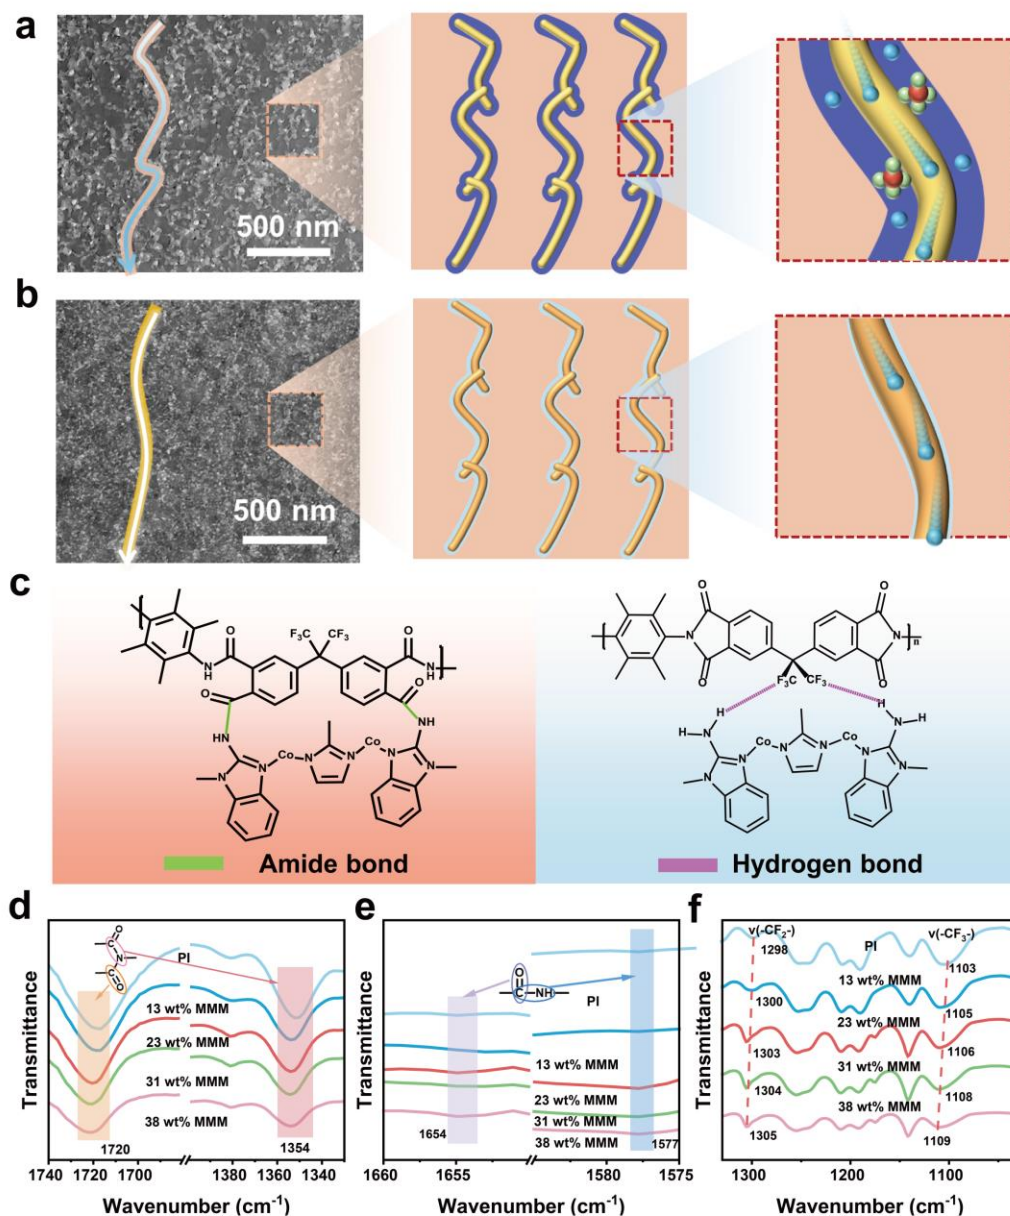 a
500 nm
b
500 nm
c
O
F₃C
CF₃
O
N
H
NH
O
O
HN
NH
N
Co
N
N
Co
N
N
N
Amide bond
O
O
N
N
n
O
F₃C
CF₃
O
H
H
N
H
N
H
Co
Co
N
N
N
N
N
N
Hydrogen bond
d
O
C
N
C
O
PI
13 wt% MMM
23 wt% MMM
31 wt% MMM
38 wt% MMM
1720
1354
Transmittance
1740
1720
1700
1380
1360
1340
Wavenumber (cm⁻¹)
e
O
C
NH
PI
13 wt% MMM
23 wt% MMM
31 wt% MMM
38 wt% MMM
1654
1577
Transmittance
1660
1655
1578
1575
Wavenumber (cm⁻¹)
f
ν(-CF₂-)
1298
PI
ν(-CF₃-)
1103
13 wt% MMM
1300
1105
23 wt% MMM
1303
1106
31 wt% MMM
1304
1108
38 wt% MMM
1305
1109
Transmittance
1300
1200
1100
Wavenumber (cm⁻¹)